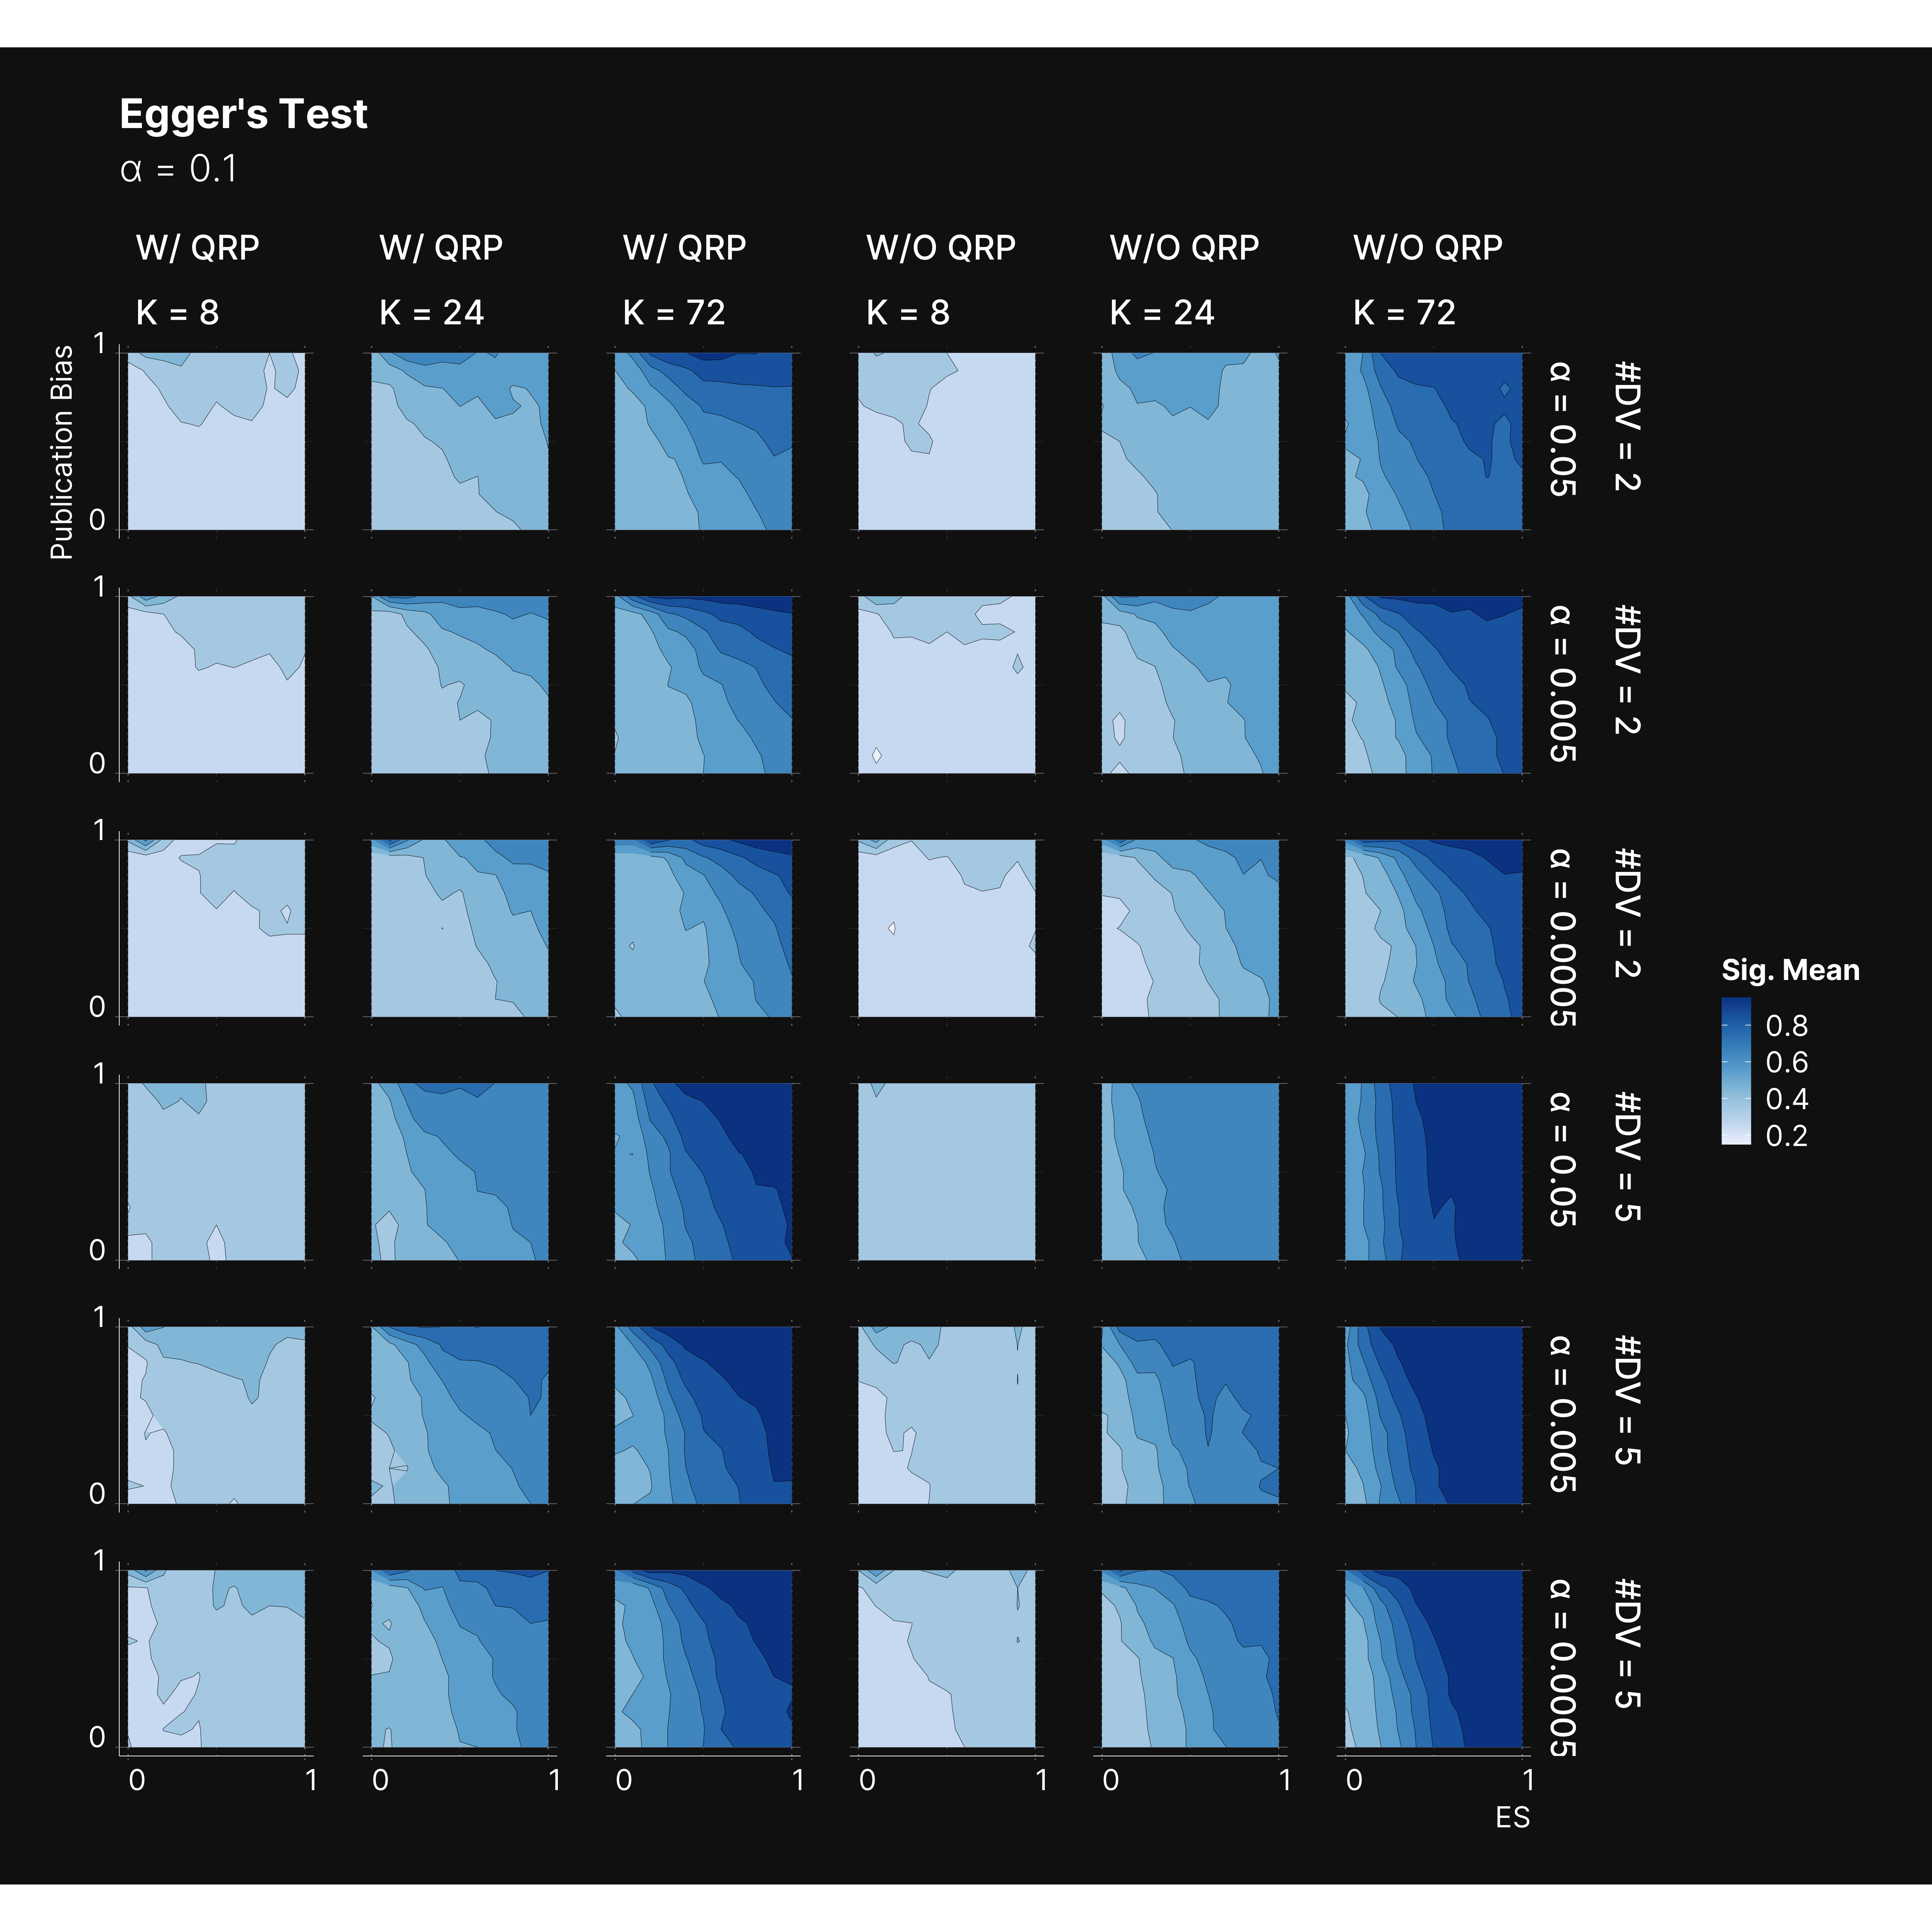 Egger's Test
α = 0.1
W/ QRP W/ QRP W/ QRP W/O QRP W/O QRP W/O QRP
K = 8 K = 24 K = 72 K = 8 K = 24 K = 72
Publication Bias
1
0
α = 0.05
#DV = 2
1
0
α = 0.005
#DV = 2
1
0
α = 0.0005
#DV = 2
1
0
α = 0.05
#DV = 5
1
0
α = 0.005
#DV = 5
1
0
α = 0.0005
#DV = 5
0 1 0 1 0 1 0 1 0 1 0 1
ES
Sig. Mean
0.8
0.6
0.4
0.2